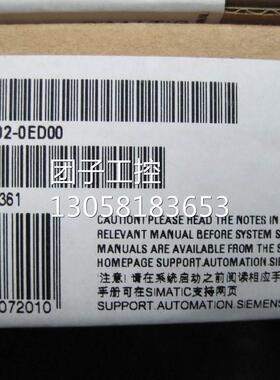 02-0ED00
团子工控
361
13058183653
CAUTION! PLEASE READ THE NOTES IN
RELEVANT MANUAL BEFORE SYSTEM S
MANUALS ARE AVAILABLE FROM THE S
HOMEPAGE SUPPORT.AUTOMATION.SIE
注意!请在系统启动之前阅读相应手
手册可在SIMATIC支持网页
072010
SUPPORT.AUTOMATION.SIEMENS